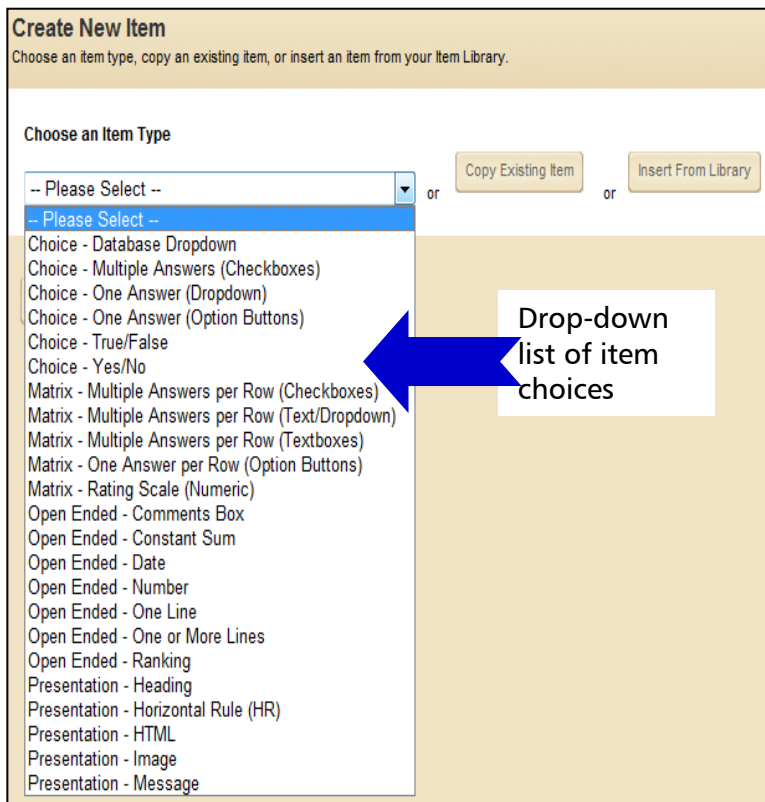 Create New Item
Choose an item type, copy an existing item, or insert an item from your Item Library.
Choose an Item Type
-- Please Select --
or
Copy Existing Item
or
Insert From Library
-- Please Select --
Choice - Database Dropdown
Choice - Multiple Answers (Checkboxes)
Choice - One Answer (Dropdown)
Choice - One Answer (Option Buttons)
Choice - True/False
Choice - Yes/No
Matrix - Multiple Answers per Row (Checkboxes)
Matrix - Multiple Answers per Row (Text/Dropdown)
Matrix - Multiple Answers per Row (Textboxes)
Matrix - One Answer per Row (Option Buttons)
Matrix - Rating Scale (Numeric)
Open Ended - Comments Box
Open Ended - Constant Sum
Open Ended - Date
Open Ended - Number
Open Ended - One Line
Open Ended - One or More Lines
Open Ended - Ranking
Presentation - Heading
Presentation - Horizontal Rule (HR)
Presentation - HTML
Presentation - Image
Presentation - Message
Drop-down
list of item
choices